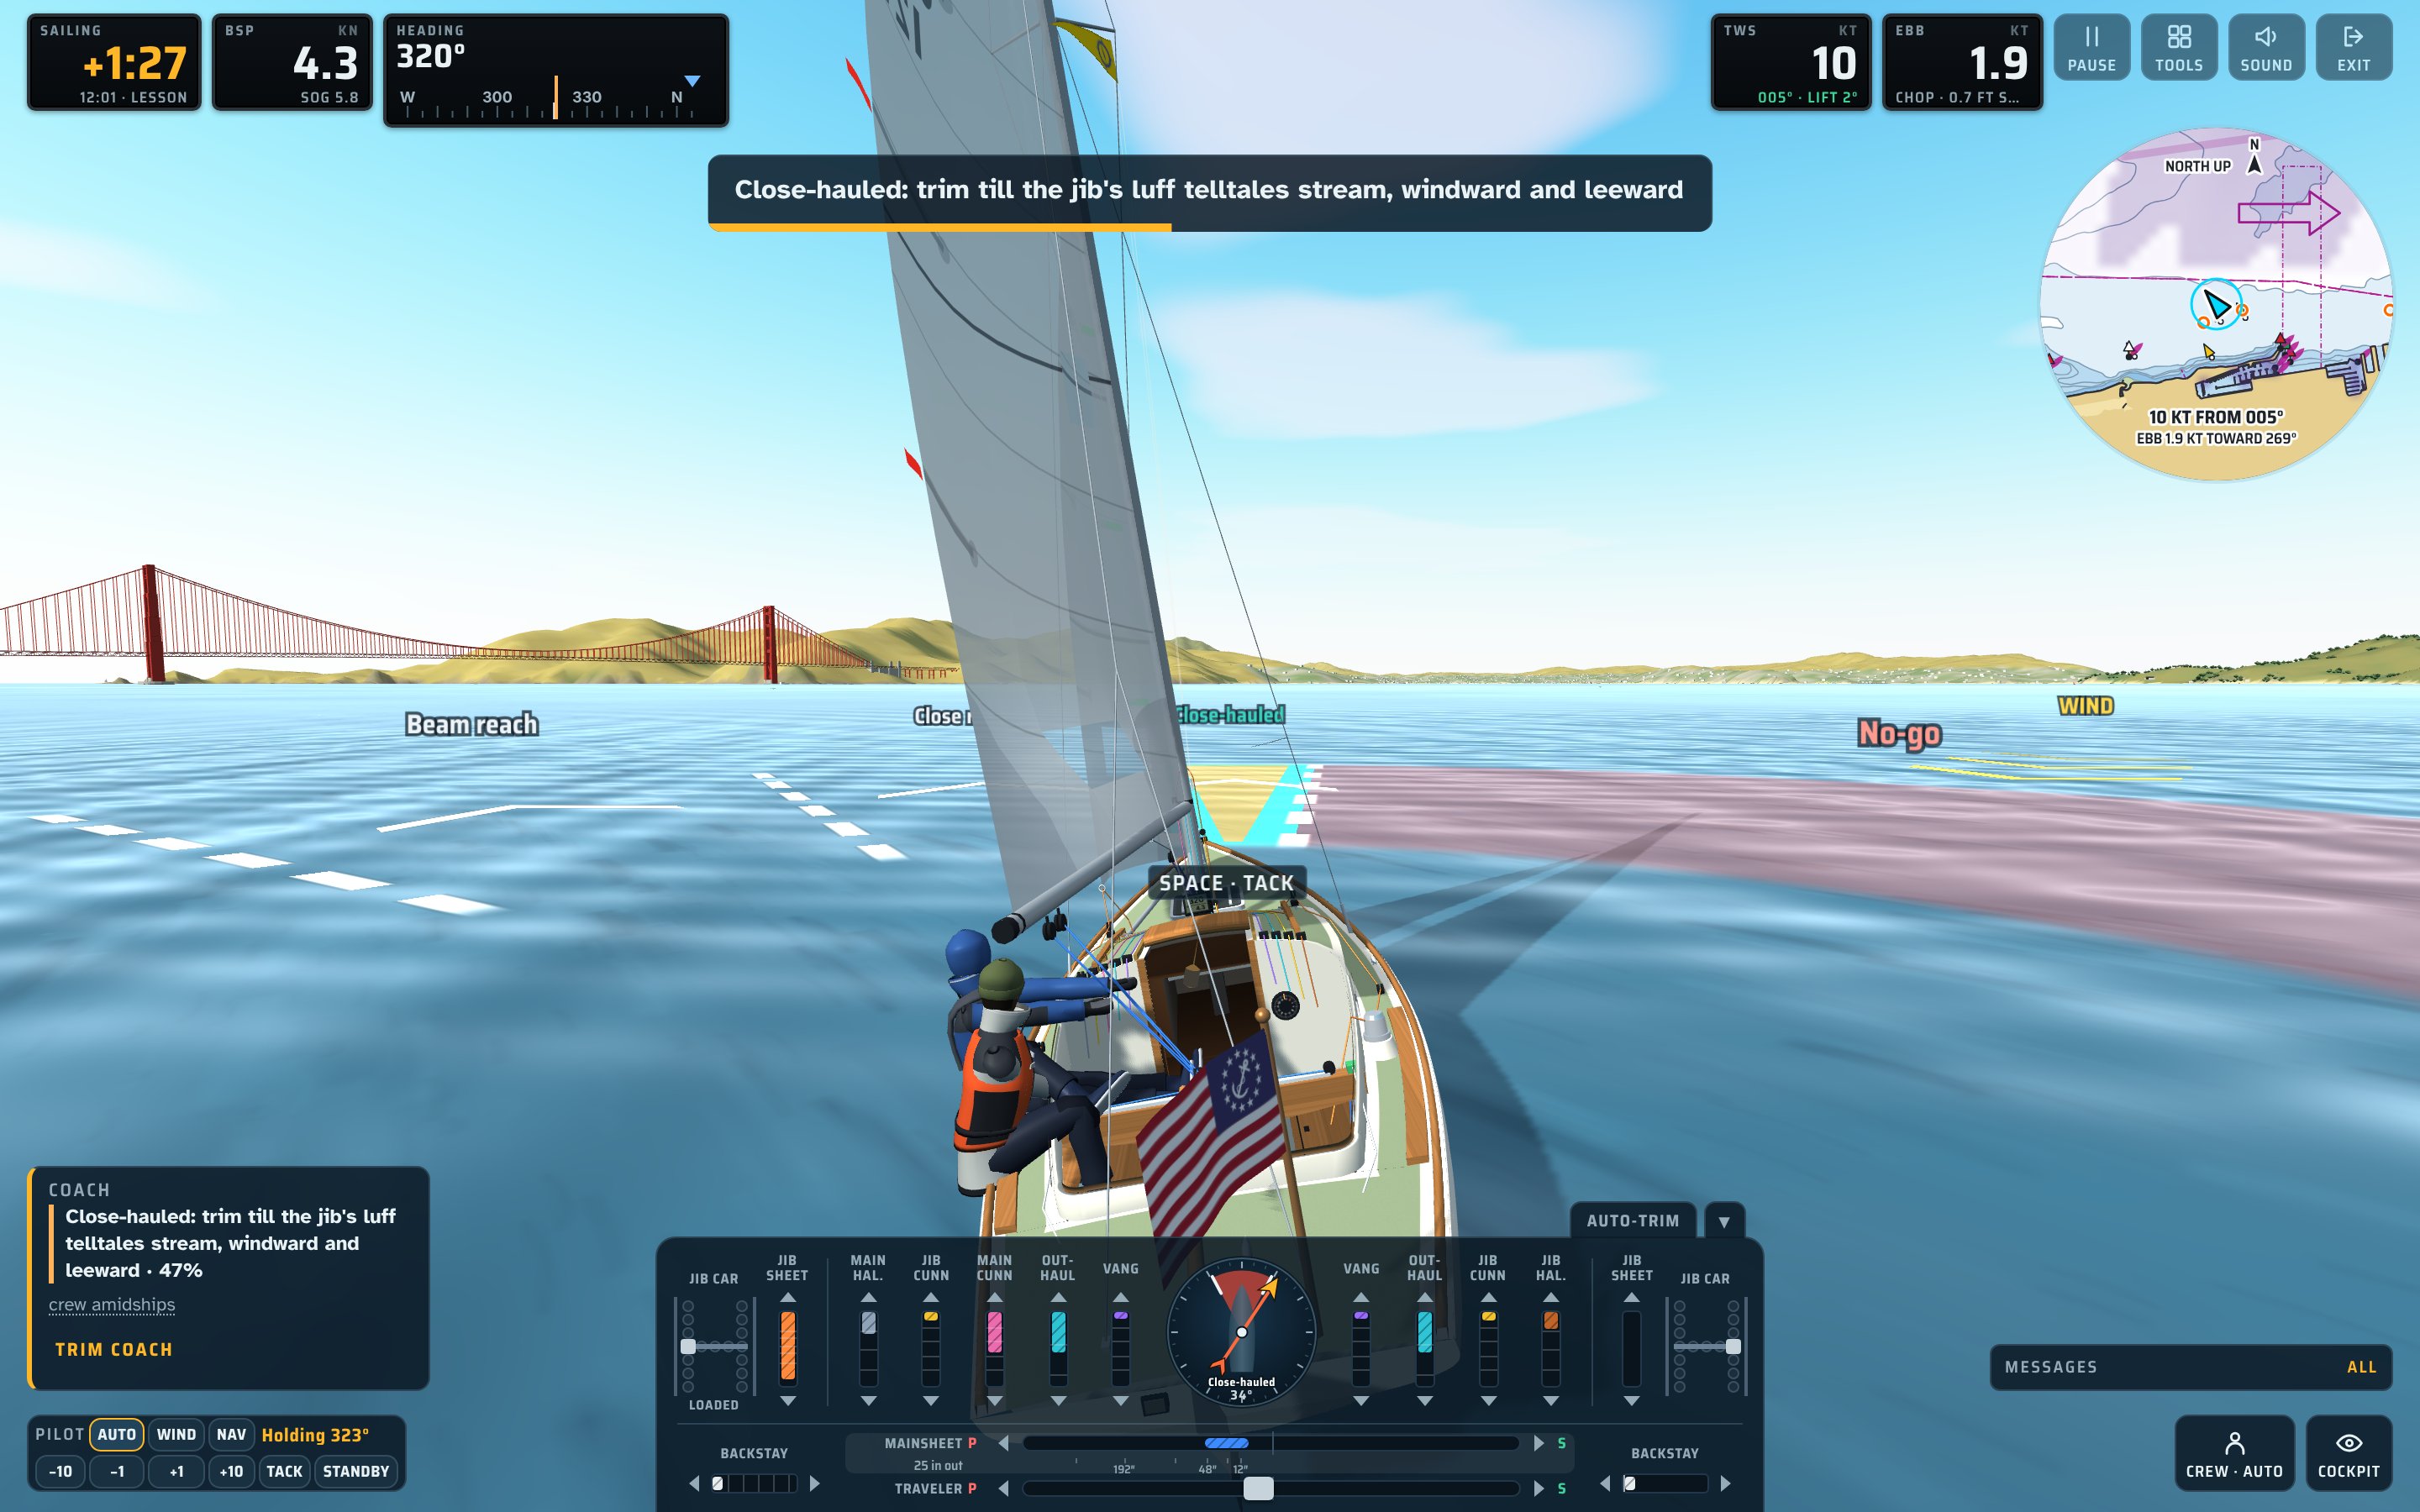 SAILING
+1:27
12:01 · LESSON
BSP KN
4.3
SOG 5.8
HEADING
320°
W 300 330 N
TWS KT
10
005° · LIFT 2°
EBB KT
1.9
CHOP · 0.7 FT S...
PAUSE
TOOLS
SOUND
EXIT
Close-hauled: trim till the jib's luff telltales stream, windward and leeward
N
NORTH UP
10 KT FROM 005°
EBB 1.9 KT TOWARD 269°
Beam reach
Close
Close-hauled
No-go
WIND
SPACE · TACK
COACH
Close-hauled: trim till the jib's luff
telltales stream, windward and
leeward · 47%
crew amidships
TRIM COACH
PILOT AUTO WIND NAV Holding 323°
-10 -1 +1 +10 TACK STANDBY
AUTO-TRIM ▼
JIB CAR
LOADED
JIB SHEET
MAIN HAL.
JIB CUNN
MAIN CUNN
OUT-HAUL
VANG
Close-hauled
34°
VANG
OUT-HAUL
JIB CUNN
JIB HAL.
JIB SHEET
JIB CAR
BACKSTAY
MAINSHEET P S
25 in out
192" 48" 12"
TRAVELER P S
BACKSTAY
MESSAGES ALL
CREW · AUTO
COCKPIT